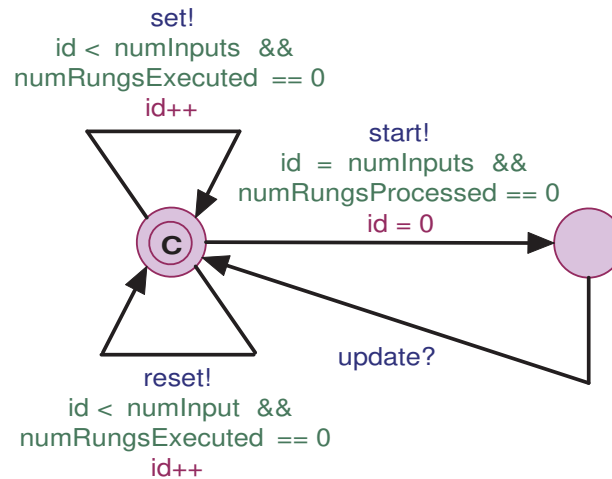 set!
id < numInputs &&
numRungsExecuted == 0
id++
start!
id = numInputs &&
numRungsProcessed == 0
id = 0
C
update?
reset!
id < numInput &&
numRungsExecuted == 0
id++